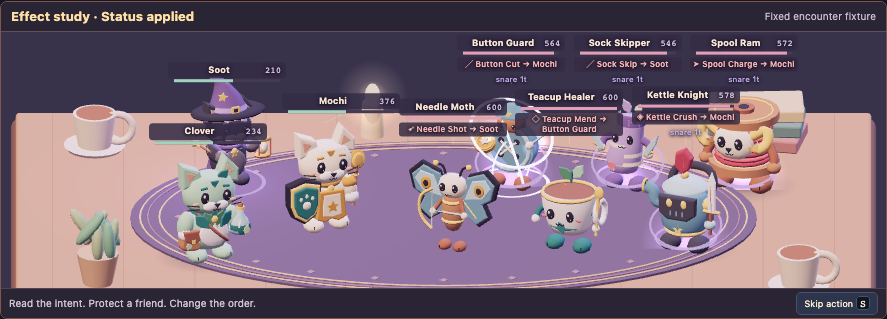 Effect study · Status applied
Fixed encounter fixture
Button Guard 564
Button Cut → Mochi
snare 1t
Sock Skipper 546
Sock Skip → Soot
snare 1t
Spool Ram 572
Spool Charge → Mochi
snare 1t
Soot 210
Mochi 376
Needle Moth 600
Needle Shot → Soot
Teacup Healer 600
Teacup Mend →
Button Guard
Kettle Knight 578
Kettle Crush → Mochi
snare 1t
Clover 234
Read the intent. Protect a friend. Change the order.
Skip action S